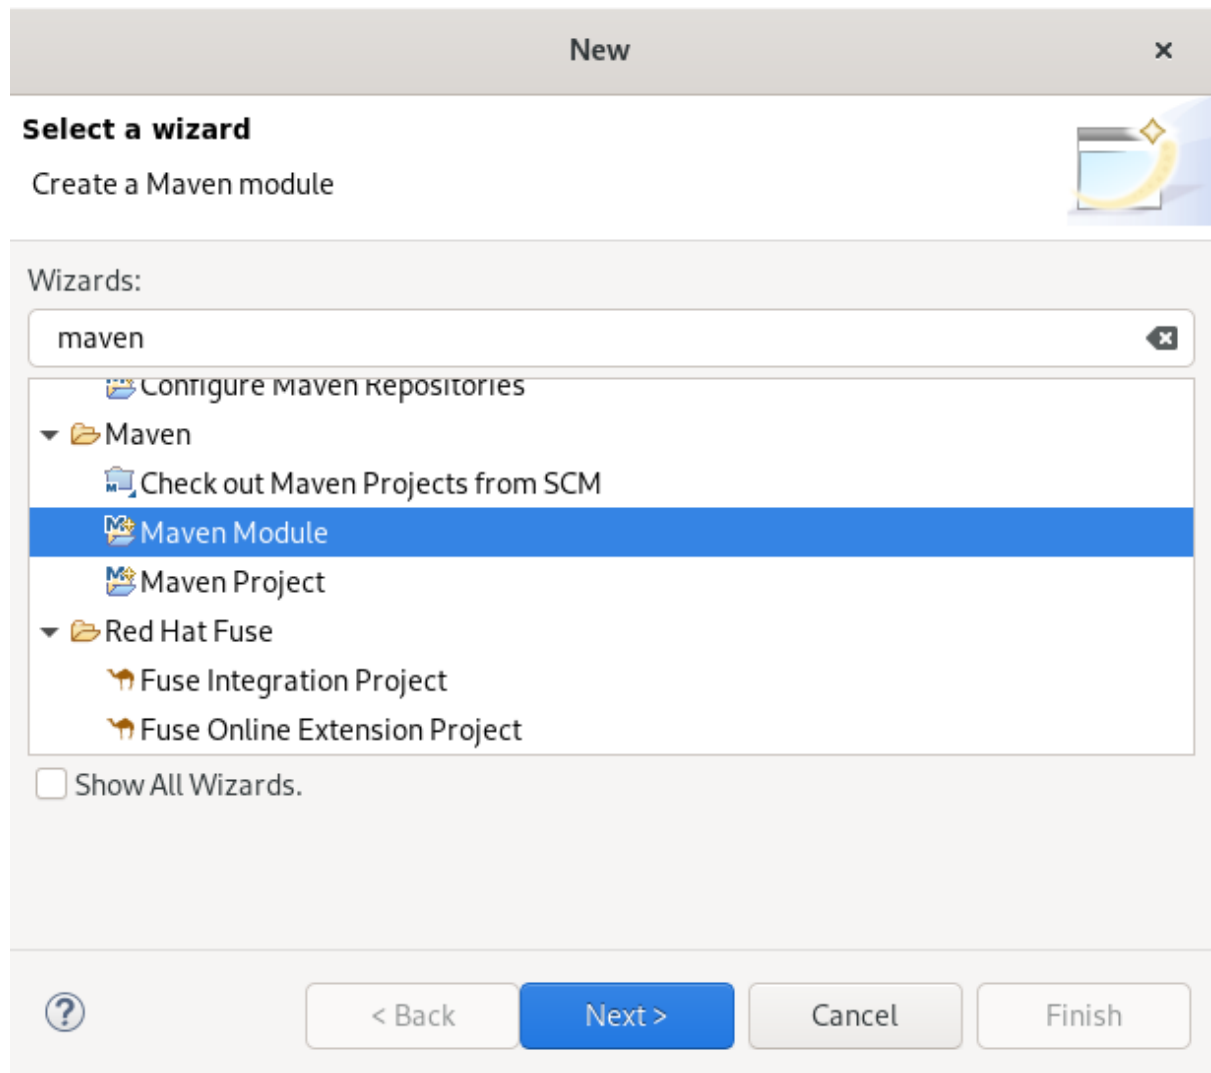 New
Select a wizard
Create a Maven module
Wizards:
maven
Configure Maven Repositories
Maven
Check out Maven Projects from SCM
Maven Module
Maven Project
Red Hat Fuse
Fuse Integration Project
Fuse Online Extension Project
Show All Wizards.
< Back Next > Cancel Finish